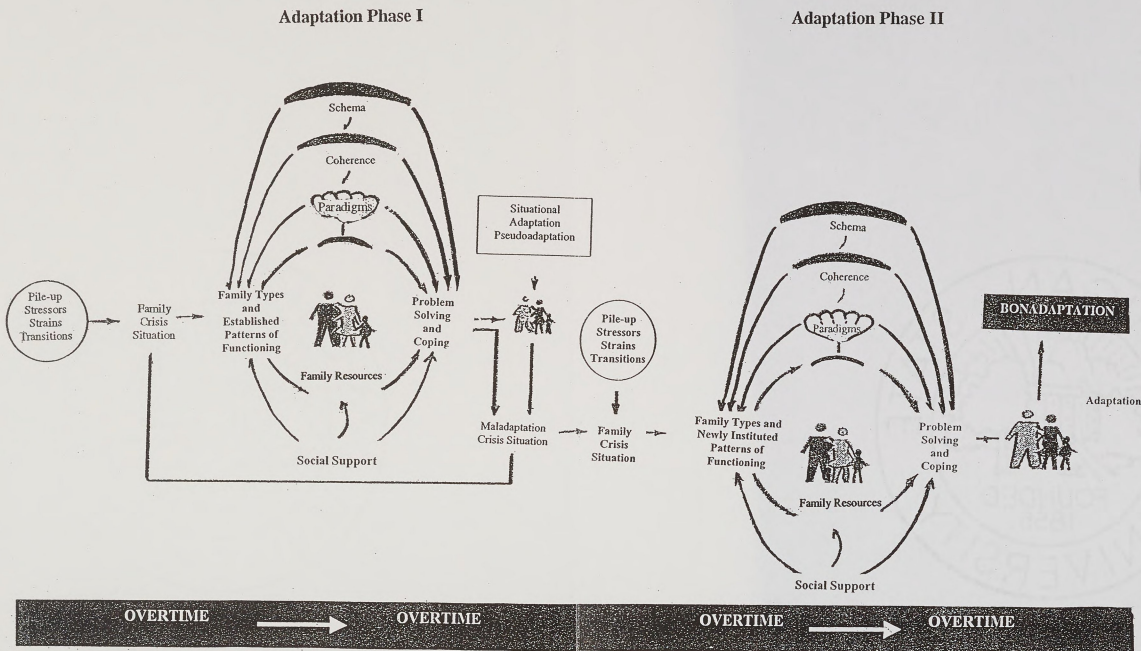 Adaptation Phase I
Adaptation Phase II
Schema
Coherence
Paradigms
Situational
Adaptation
Pseudoadaptation
Pile-up
Stressors
Strains
Transitions
Family
Crisis
Situation
Family Types
and
Established
Patterns of
Functioning
Problem
Solving
and
Coping
Family Resources
Social Support
Maladaptation
Crisis Situation
Pile-up
Stressors
Strains
Transitions
Family
Crisis
Situation
Schema
Coherence
Paradigms
Family Types and
Newly Instituted
Patterns of
Functioning
Problem
Solving
and
Coping
Family Resources
Social Support
BONADAPTATION
Adaptation
FOUNDED
1866
OVERTIME
OVERTIME
OVERTIME
OVERTIME